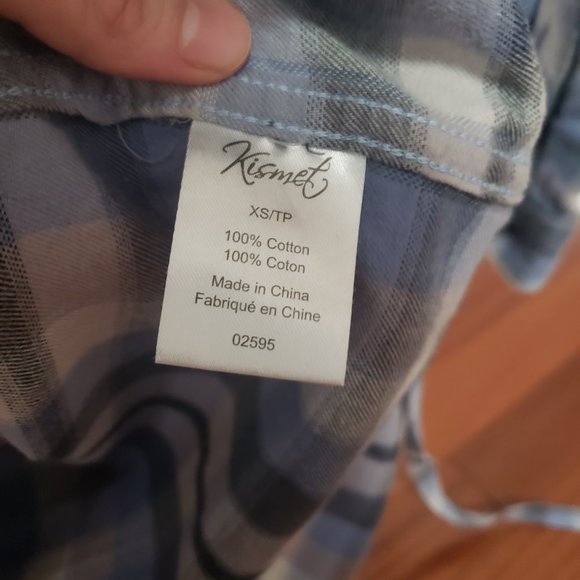 Kismet
XS/TP
100% Cotton
100% Coton
Made in China
Fabriqué en Chine
02595